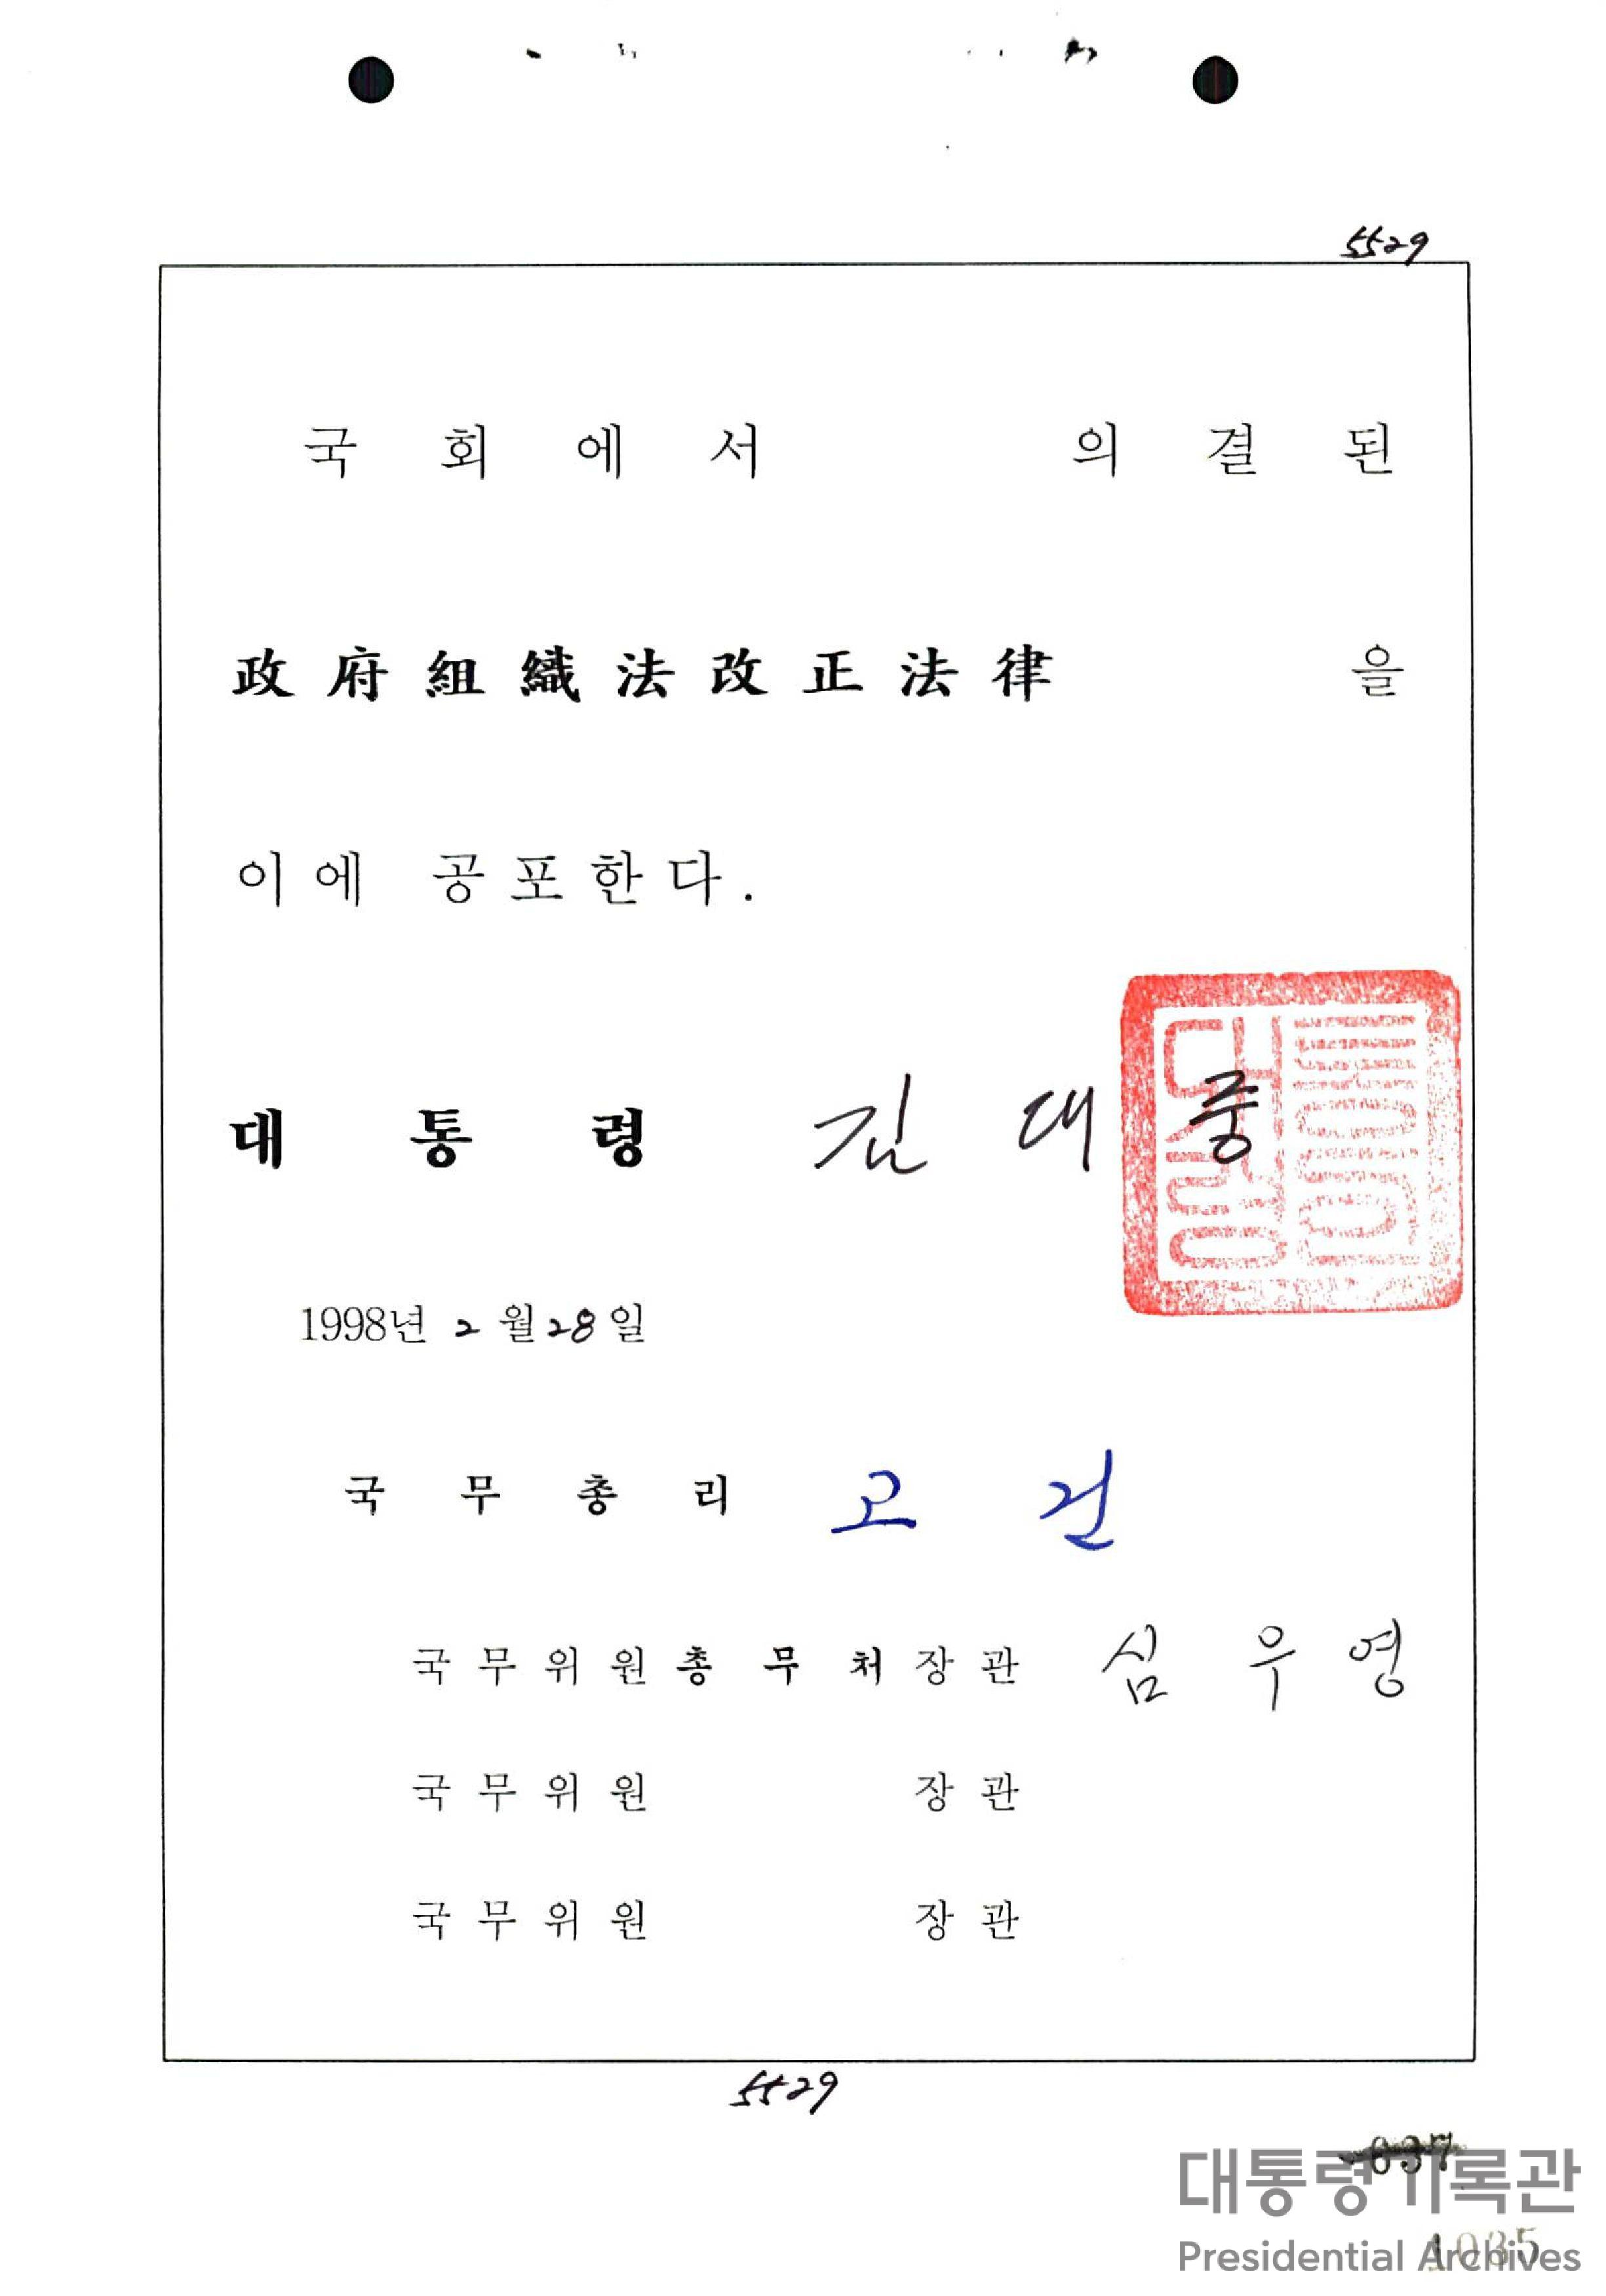 5529
국 회 에 서 의 결 된
政府組織法改正法律 을
이에 공포한다.
대 통 령 김 대 중
1998년 2월 28일
국 무 총 리 고 건
국무위원 총무처장관 심우영
국무위원 장관
국무위원 장관
5529
637
대통령기록관
1035
Presidential Archives